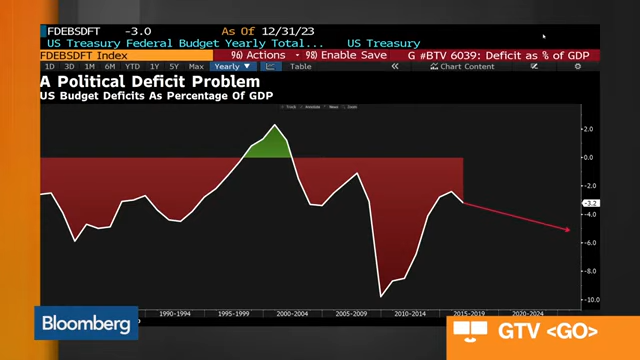 FDEBSDFT -3.0 As Of 12/31/23
US Treasury Federal Budget Yearly Total... US Treasury
FDEBSDFT Index 96) Actions - 98) Enable Save G #BTV 6039: Deficit as % of GDP
1D 3D 1M 6M YTD 1Y 5Y Max Yearly ▼ Table « Chart Content
A Political Deficit Problem
US Budget Deficits As Percentage Of GDP
Track Annotate News Zoom
2.0
0.0
-2.0
-3.2
-4.0
-6.0
-8.0
-10.0
1990-1994 1995-1999 2000-2004 2005-2009 2010-2014 2015-2019 2020-2024
Bloomberg
GTV <GO>